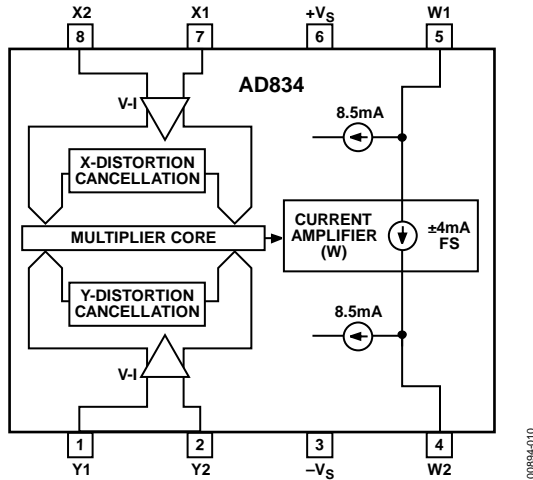 X2 X1 +VS W1
8 7 6 5
AD834
V-I
8.5mA
X-DISTORTION
CANCELLATION
MULTIPLIER CORE
CURRENT
AMPLIFIER
(W)
±4mA
FS
Y-DISTORTION
CANCELLATION
8.5mA
V-I
1 2 3 4
Y1 Y2 –VS W2
00894-010